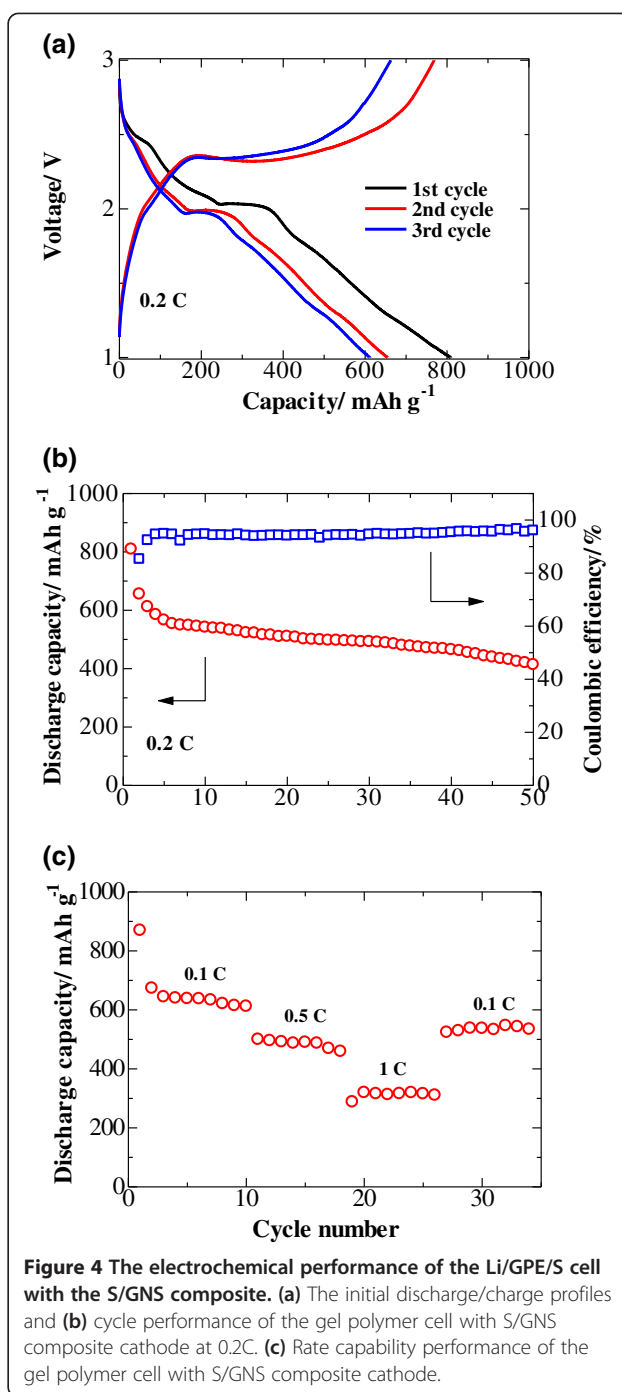 (a)
3
2
1
Voltage/ V
1st cycle
2nd cycle
3rd cycle
0.2 C
0 200 400 600 800 1000
Capacity/ mAh g-1
(b)
1000
800
600
400
200
0
Discharge capacity/ mAh g-1
0.2 C
100
80
60
40
20
0
Coulombic efficiency/%
0 10 20 30 40 50
(c)
1000
800
600
400
200
0
Discharge capacity/ mAh g-1
0.1 C
0.5 C
1 C
0.1 C
0 10 20 30
Cycle number
Figure 4 The electrochemical performance of the Li/GPE/S cell
with the S/GNS composite. (a) The initial discharge/charge profiles
and (b) cycle performance of the gel polymer cell with S/GNS
composite cathode at 0.2C. (c) Rate capability performance of the
gel polymer cell with S/GNS composite cathode.